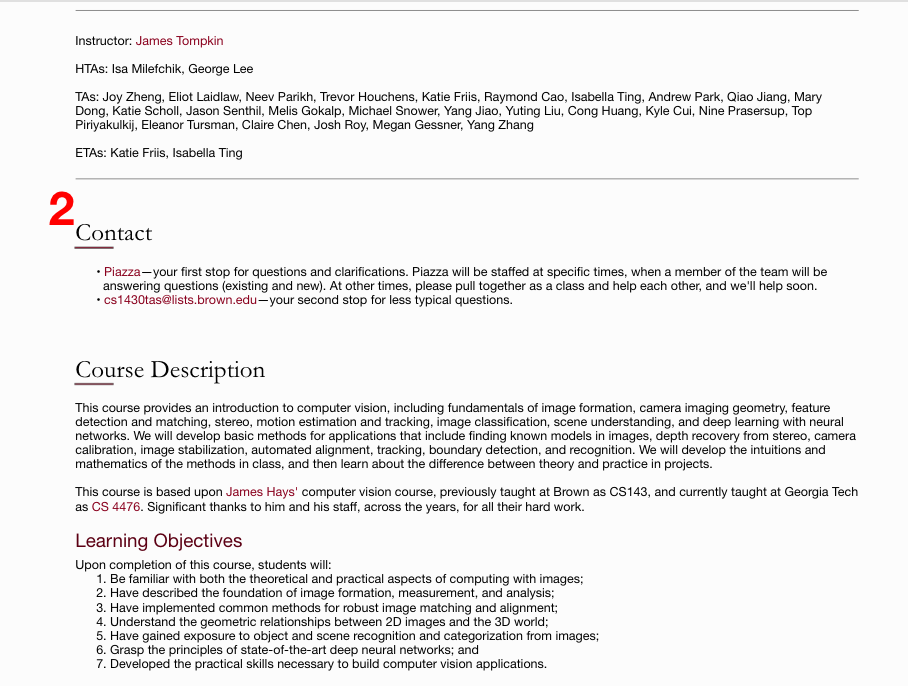 Instructor: James Tompkin
HTAs: Isa Milefchik, George Lee
TAs: Joy Zheng, Eliot Laidlaw, Neev Parikh, Trevor Houchens, Katie Friis, Raymond Cao, Isabella Ting, Andrew Park, Qiao Jiang, Mary
Dong, Katie Scholl, Jason Senthil, Melis Gokalp, Michael Snower, Yang Jiao, Yuting Liu, Cong Huang, Kyle Cui, Nine Prasersup, Top
Piriyakulkij, Eleanor Tursman, Claire Chen, Josh Roy, Megan Gessner, Yang Zhang
ETAs: Katie Friis, Isabella Ting
2
Contact
• Piazza—your first stop for questions and clarifications. Piazza will be staffed at specific times, when a member of the team will be
answering questions (existing and new). At other times, please pull together as a class and help each other, and we'll help soon.
• cs1430tas@lists.brown.edu—your second stop for less typical questions.
Course Description
This course provides an introduction to computer vision, including fundamentals of image formation, camera imaging geometry, feature
detection and matching, stereo, motion estimation and tracking, image classification, scene understanding, and deep learning with neural
networks. We will develop basic methods for applications that include finding known models in images, depth recovery from stereo, camera
calibration, image stabilization, automated alignment, tracking, boundary detection, and recognition. We will develop the intuitions and
mathematics of the methods in class, and then learn about the difference between theory and practice in projects.
This course is based upon James Hays' computer vision course, previously taught at Brown as CS143, and currently taught at Georgia Tech
as CS 4476. Significant thanks to him and his staff, across the years, for all their hard work.
Learning Objectives
Upon completion of this course, students will:
1. Be familiar with both the theoretical and practical aspects of computing with images;
2. Have described the foundation of image formation, measurement, and analysis;
3. Have implemented common methods for robust image matching and alignment;
4. Understand the geometric relationships between 2D images and the 3D world;
5. Have gained exposure to object and scene recognition and categorization from images;
6. Grasp the principles of state-of-the-art deep neural networks; and
7. Developed the practical skills necessary to build computer vision applications.